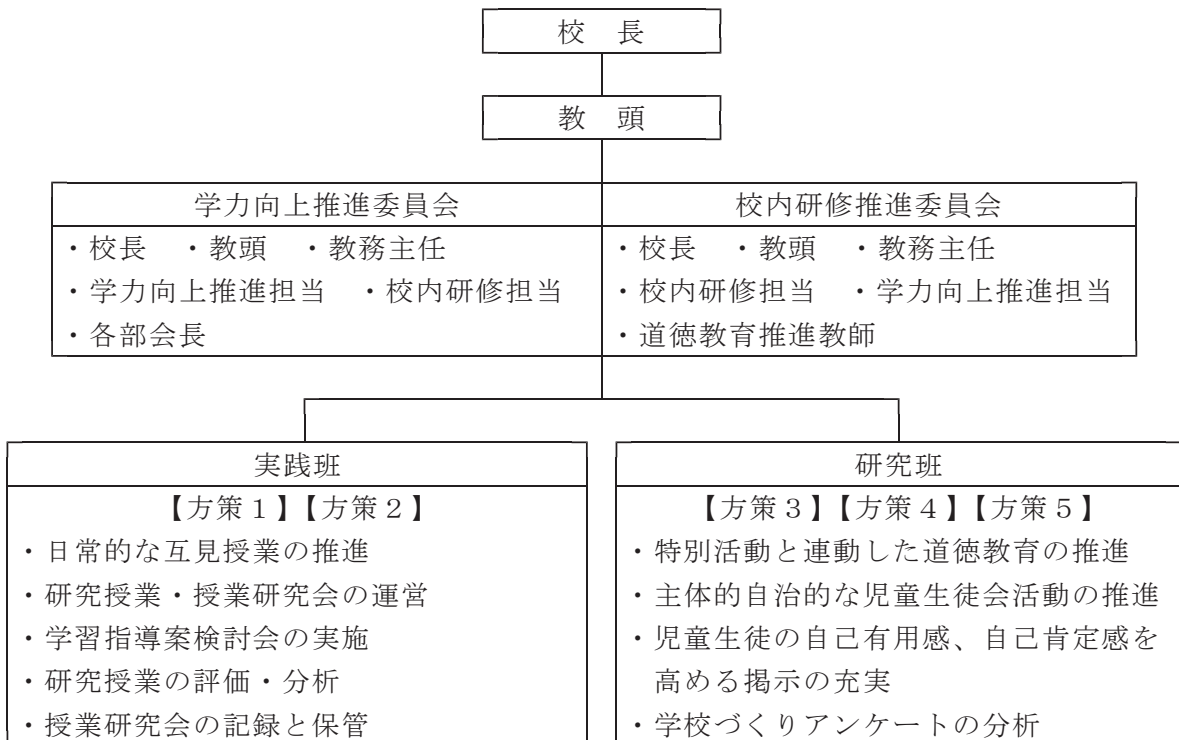 校　長
教　頭
学力向上推進委員会
・校長　・教頭　・教務主任
・学力向上推進担当　・校内研修担当
・各部会長
校内研修推進委員会
・校長　・教頭　・教務主任
・校内研修担当　・学力向上推進担当
・道徳教育推進教師
実践班
【方策１】【方策２】
・日常的な互見授業の推進
・研究授業・授業研究会の運営
・学習指導案検討会の実施
・研究授業の評価・分析
・授業研究会の記録と保管
研究班
【方策３】【方策４】【方策５】
・特別活動と連動した道徳教育の推進
・主体的自治的な児童生徒会活動の推進
・児童生徒の自己有用感、自己肯定感を
高める掲示の充実
・学校づくりアンケートの分析